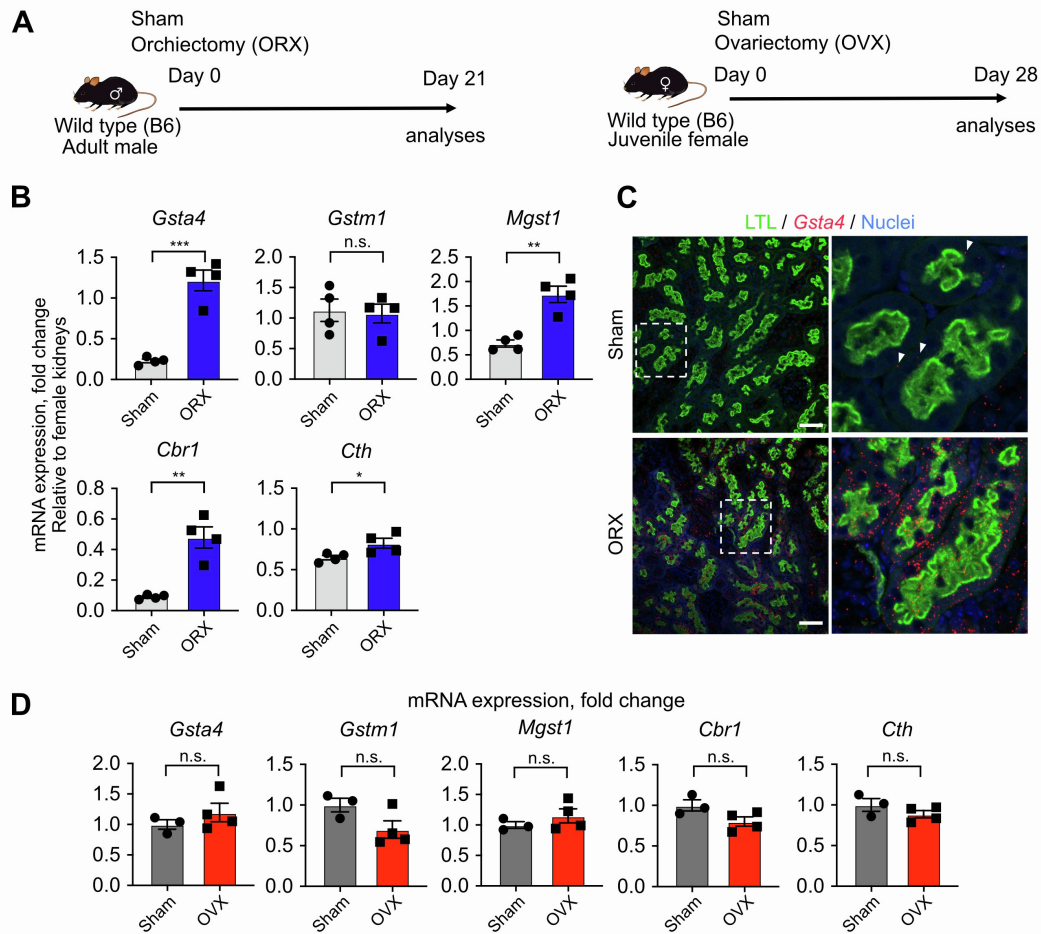 A
Sham
Orchiectomy (ORX)
Day 0
Day 21
♂
Wild type (B6)
Adult male
analyses
Sham
Ovariectomy (OVX)
Day 0
Day 28
♀
Wild type (B6)
Juvenile female
analyses
B
mRNA expression, fold change
Relative to female kidneys
Gsta4
***
1.5
1.0
0.5
0.0
Sham
ORX
Gstm1
n.s.
2.0
1.5
1.0
0.5
0.0
Sham
ORX
Mgst1
**
2.5
2.0
1.5
1.0
0.5
0.0
Sham
ORX
Cbr1
**
0.8
0.6
0.4
0.2
0.0
Sham
ORX
Cth
*
1.5
1.0
0.5
0.0
Sham
ORX
C
LTL / Gsta4 / Nuclei
Sham
ORX
D
mRNA expression, fold change
Gsta4
n.s.
2.0
1.5
1.0
0.5
0.0
Sham
OVX
Gstm1
n.s.
1.5
1.0
0.5
0.0
Sham
OVX
Mgst1
n.s.
2.0
1.5
1.0
0.5
0.0
Sham
OVX
Cbr1
n.s.
1.5
1.0
0.5
0.0
Sham
OVX
Cth
n.s.
1.5
1.0
0.5
0.0
Sham
OVX